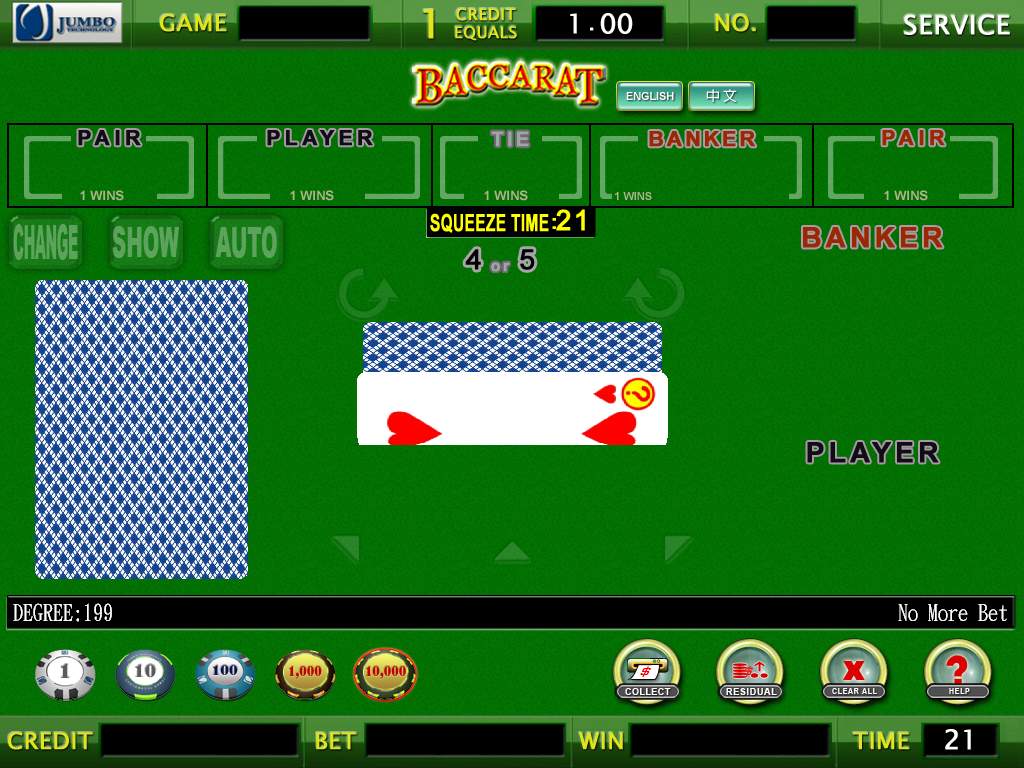 JUMBO
TECHNOLOGY
GAME
1 CREDIT EQUALS 1.00
NO.
SERVICE
BACCARAT
ENGLISH
中文
PAIR PLAYER TIE BANKER PAIR
1 WINS 1 WINS 1 WINS 1 WINS 1 WINS
SQUEEZE TIME:21
CHANGE SHOW AUTO
BANKER
4 or 5
?
PLAYER
DEGREE:199 No More Bet
1 10 100 1,000 10,000
$ X ?
COLLECT RESIDUAL CLEAR ALL HELP
CREDIT BET WIN TIME 21